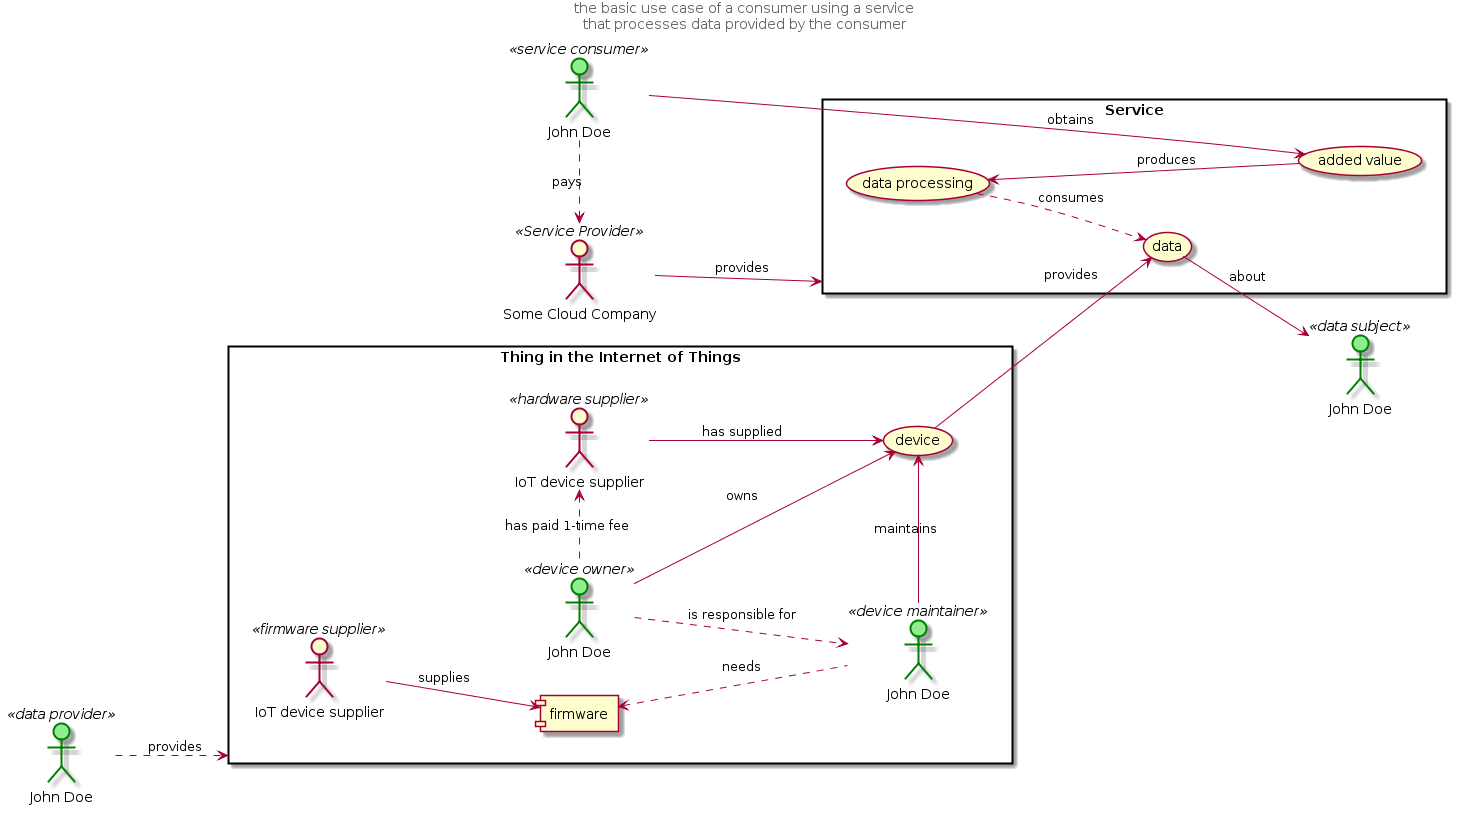 the basic use case of a consumer using a service
that processes data provided by the consumer
«service consumer»
John Doe
pays
«Service Provider»
Some Cloud Company
provides
Service
obtains
added value
produces
data processing
consumes
data
provides
about
«data subject»
John Doe
Thing in the Internet of Things
«hardware supplier»
IoT device supplier
has supplied
device
has paid 1-time fee
owns
maintains
«device owner»
John Doe
is responsible for
«device maintainer»
John Doe
needs
«firmware supplier»
IoT device supplier
supplies
firmware
«data provider»
John Doe
provides